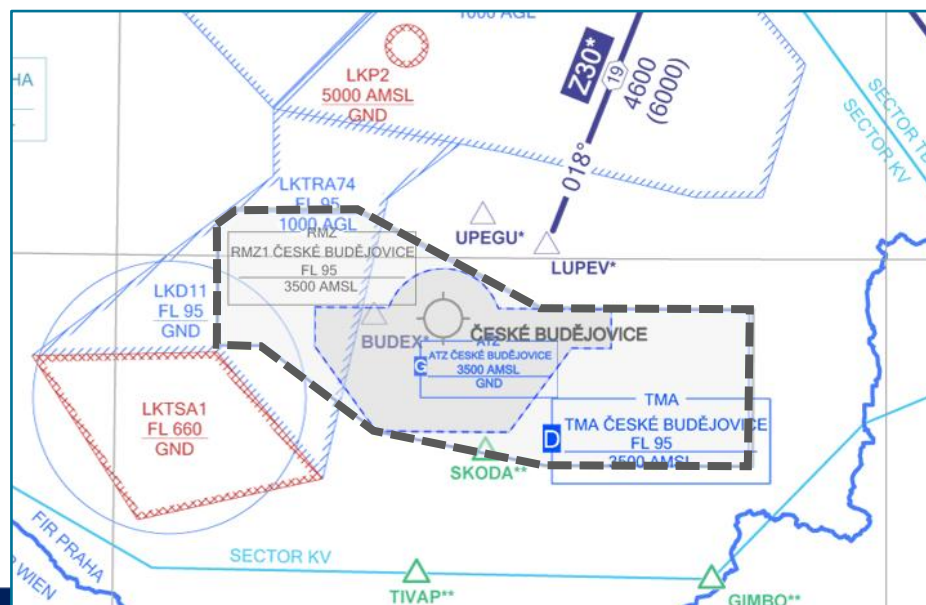 1000 AGL
HA
LKP2
5000 AMSL
GND
Z30*
19
4600
(6000)
018°
SECTOR KV
LKTRA74
FL 95
1000 AGL
UPEGU*
LUPEV*
RMZ
RMZ1 ČESKÉ BUDĚJOVICE
FL 95
3500 AMSL
LKD11
FL 95
GND
BUDEX*
ČESKÉ BUDĚJOVICE
ATZ
G
ATZ ČESKÉ BUDĚJOVICE
3500 AMSL
GND
LKTSA1
FL 660
GND
TMA
D
TMA ČESKÉ BUDĚJOVICE
FL 95
3500 AMSL
SKODA**
FIR PRAHA
WIEN
SECTOR KV
TIVAP**
GIMBO**